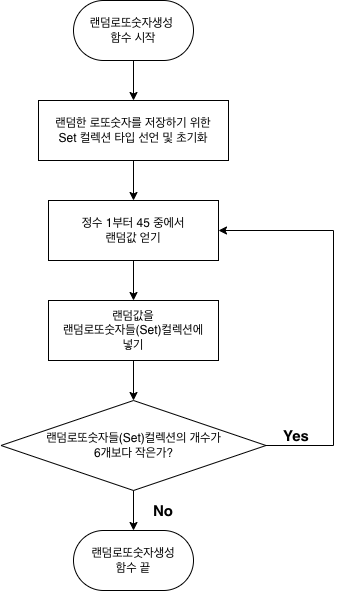 랜덤로또숫자생성
함수 시작
랜덤한 로또숫자를 저장하기 위한
Set 컬렉션 타입 선언 및 초기화
정수 1부터 45 중에서
랜덤값 얻기
랜덤값을
랜덤로또숫자들(Set)컬렉션에
넣기
랜덤로또숫자들(Set)컬렉션의 개수가
6개보다 작은가?
Yes
No
랜덤로또숫자생성
함수 끝